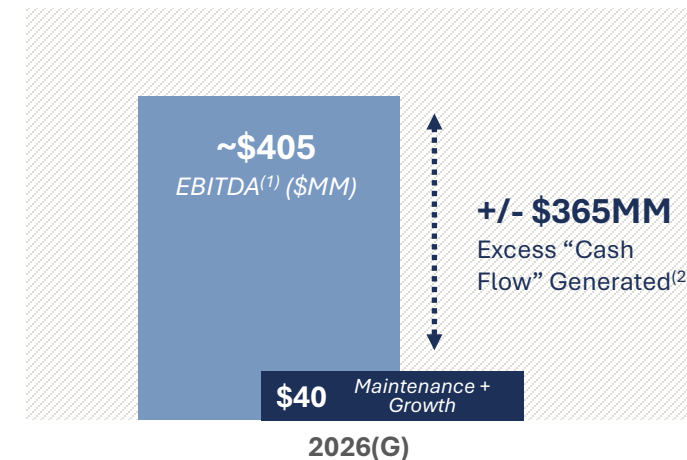 ~$405
EBITDA(1) ($MM)
+/- $365MM
Excess “Cash
Flow” Generated(2
$40
Maintenance +
Growth
2026(G)